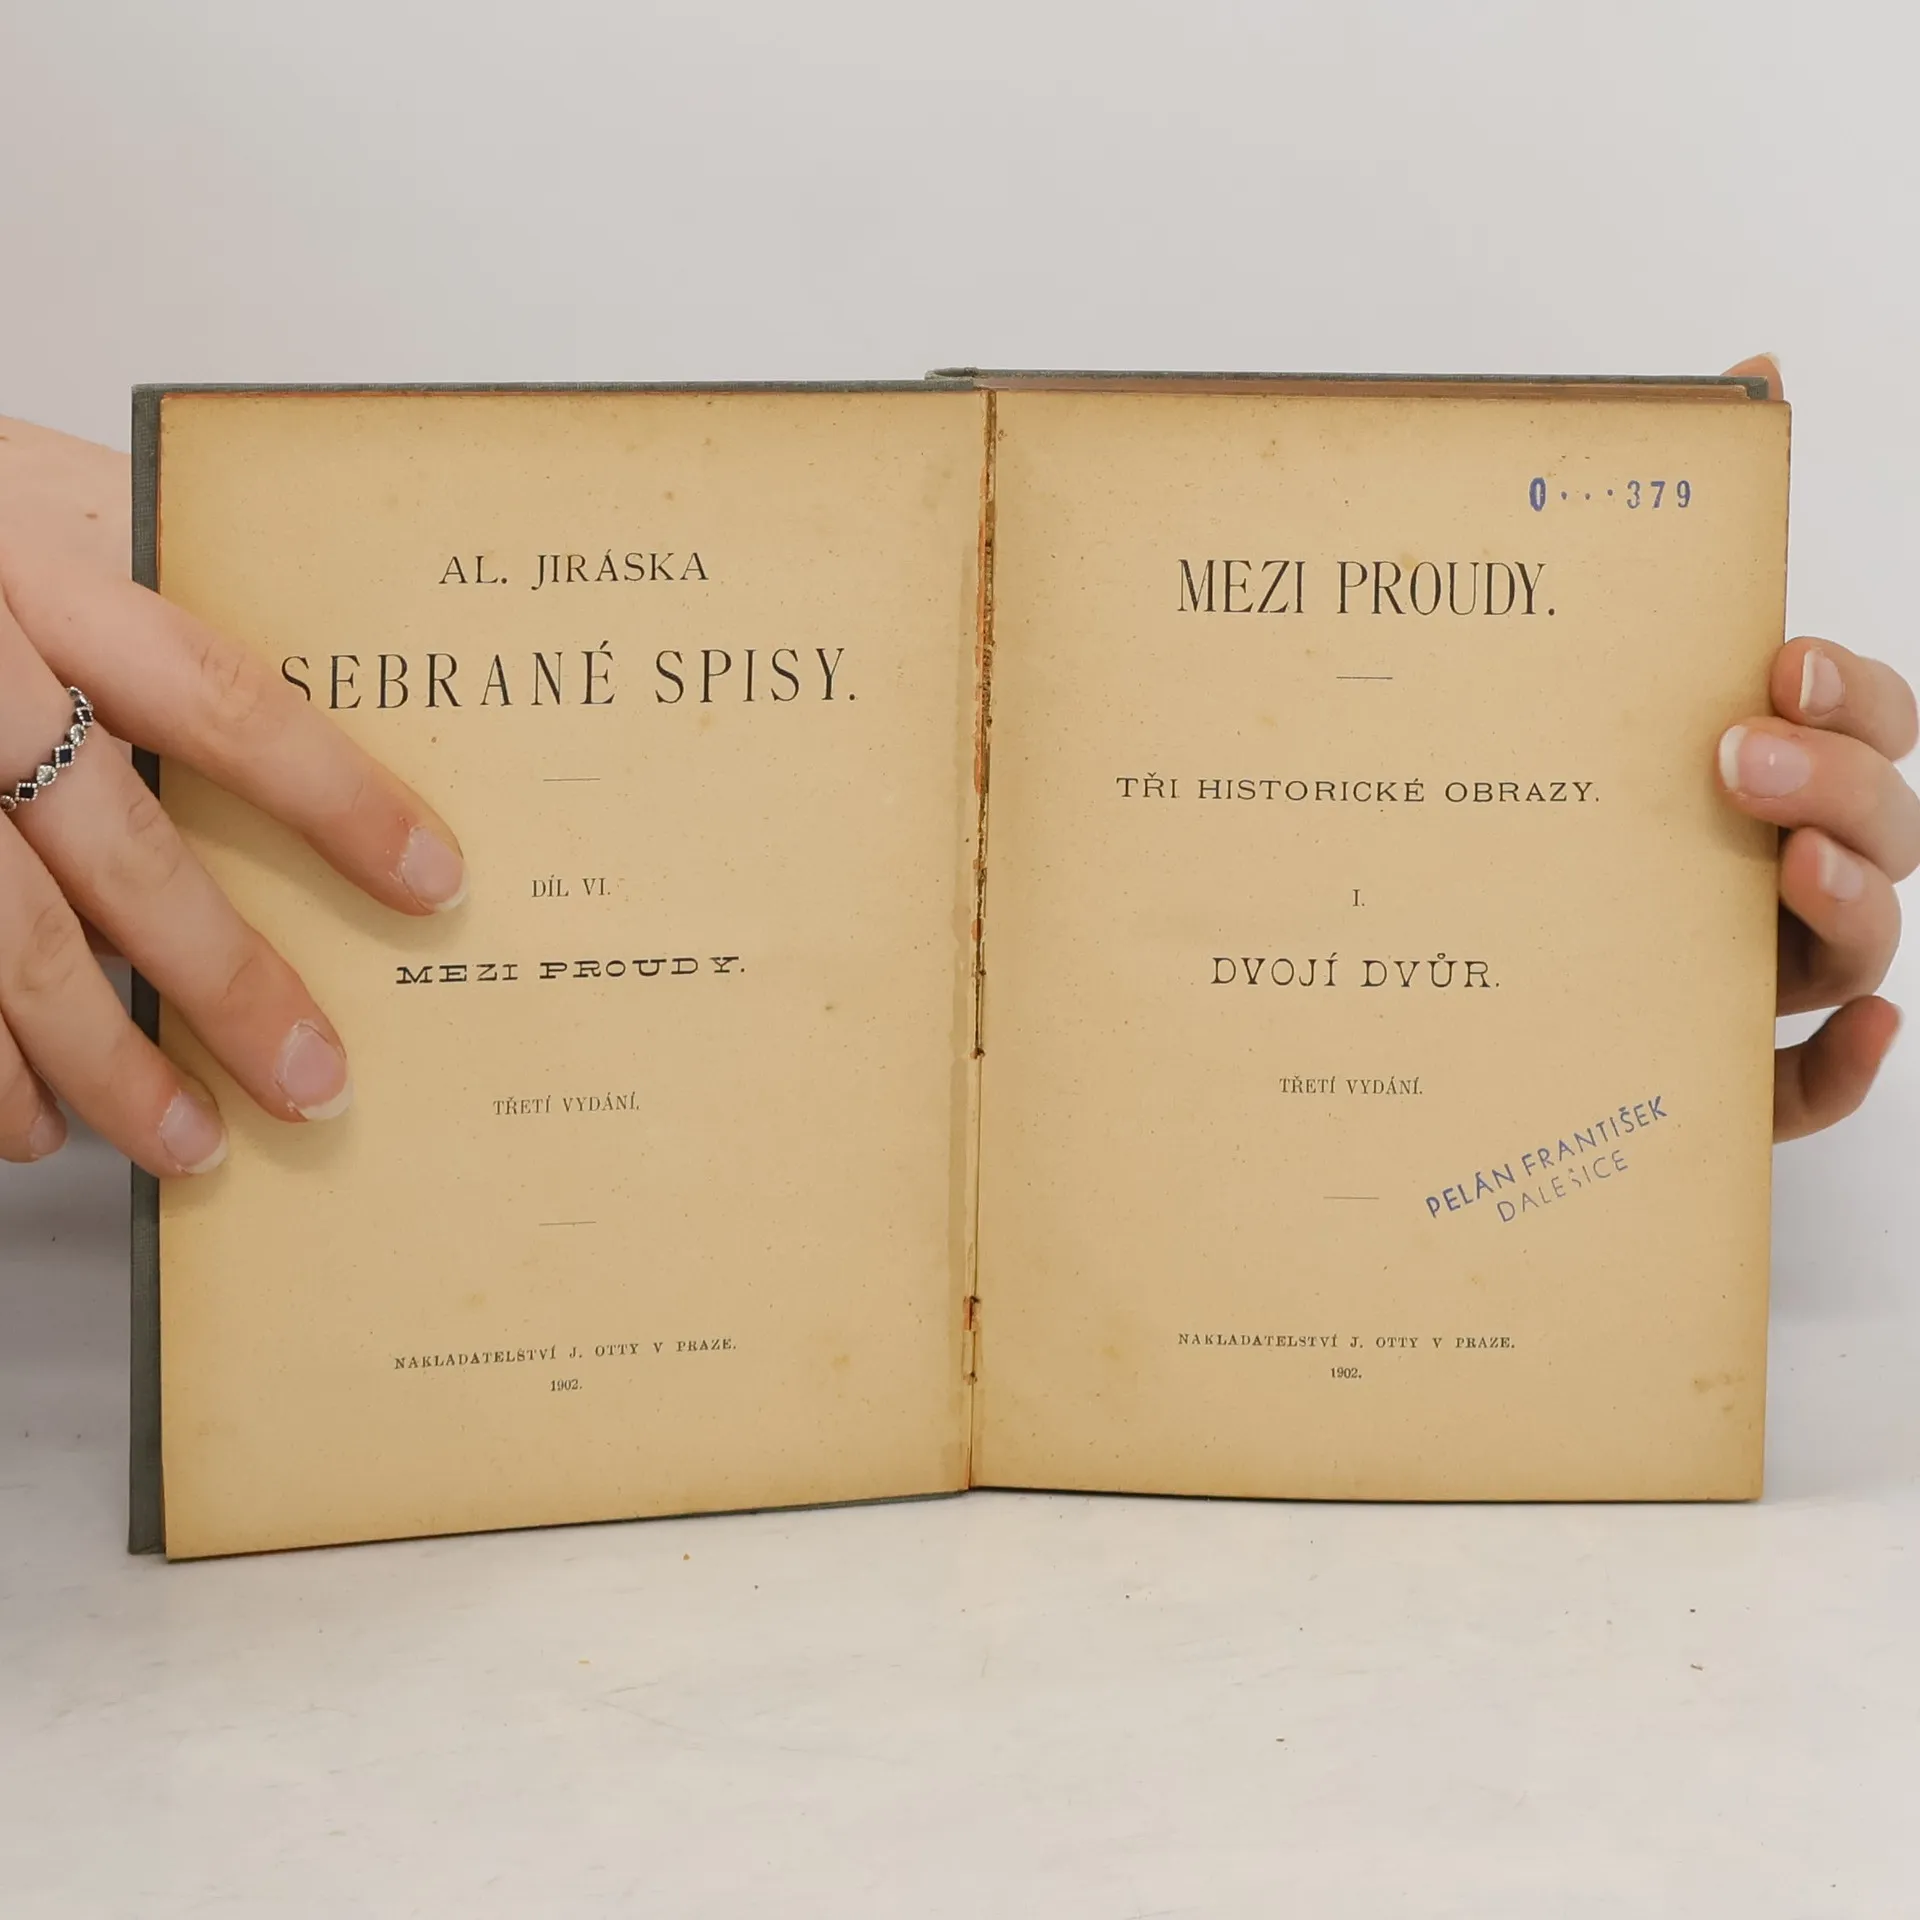 AL. JIRÁSKA
SEBRANÉ SPISY.
DÍL VI.
MEZI PROUDY.
TŘETÍ VYDÁNÍ.
NAKLADATELSTVÍ J. OTTY V PRAZE.
1902.
0···379
MEZI PROUDY.
TŘI HISTORICKÉ OBRAZY.
I.
DVOJÍ DVŮR.
TŘETÍ VYDÁNÍ.
PELÁN FRANTIŠEK
DALEŠICE
NAKLADATELSTVÍ J. OTTY V PRAZE.
1902.